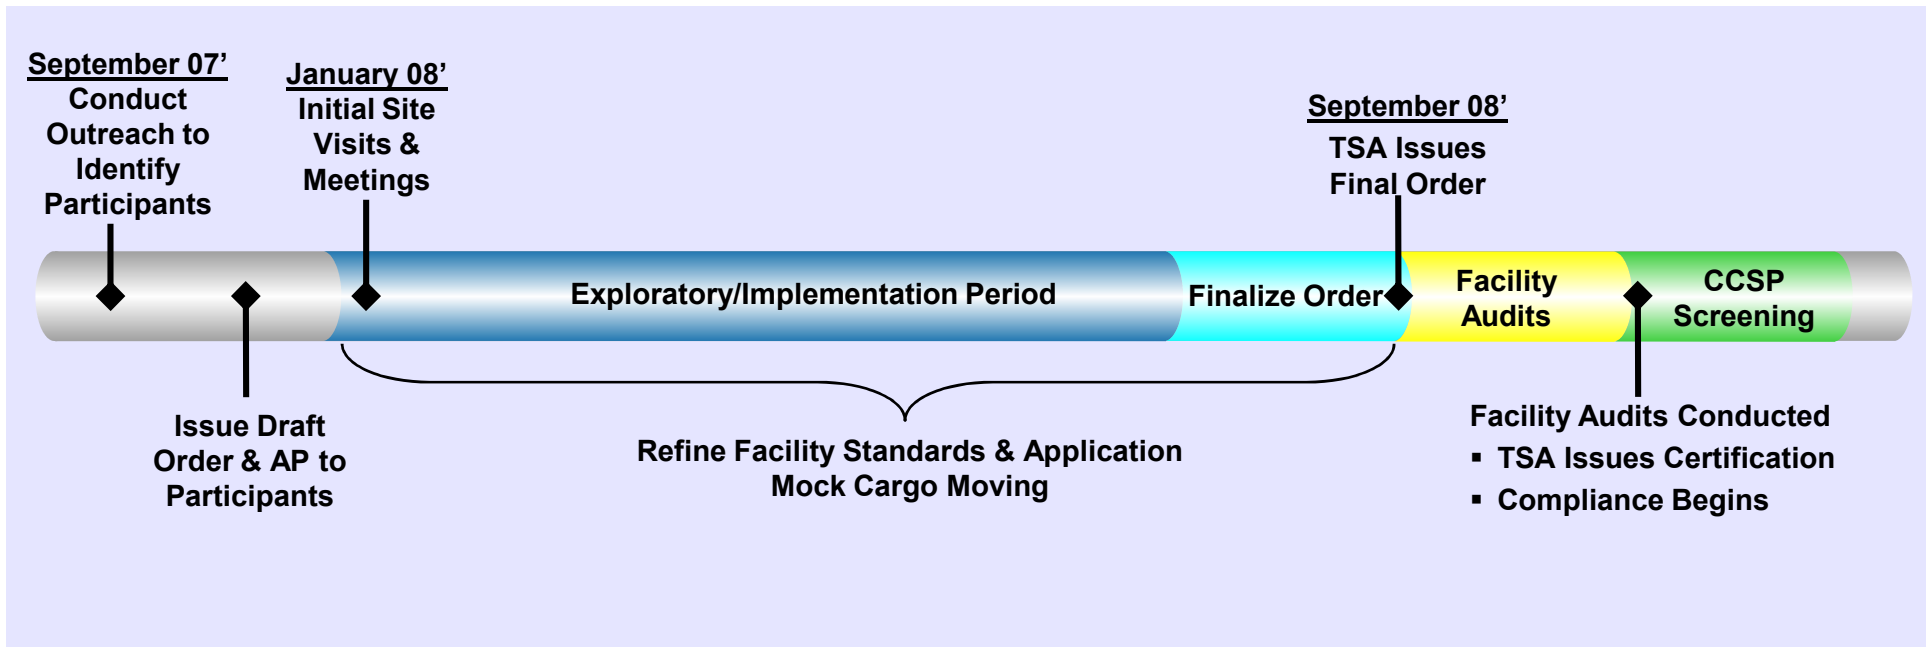 September 07’
Conduct
Outreach to
Identify
Participants
January 08’
Initial Site
Visits &
Meetings
September 08’
TSA Issues
Final Order
Exploratory/Implementation Period
Finalize Order
Facility
Audits
CCSP
Screening
Issue Draft
Order & AP to
Participants
Refine Facility Standards & Application
Mock Cargo Moving
Facility Audits Conducted
▪ TSA Issues Certification
▪ Compliance Begins